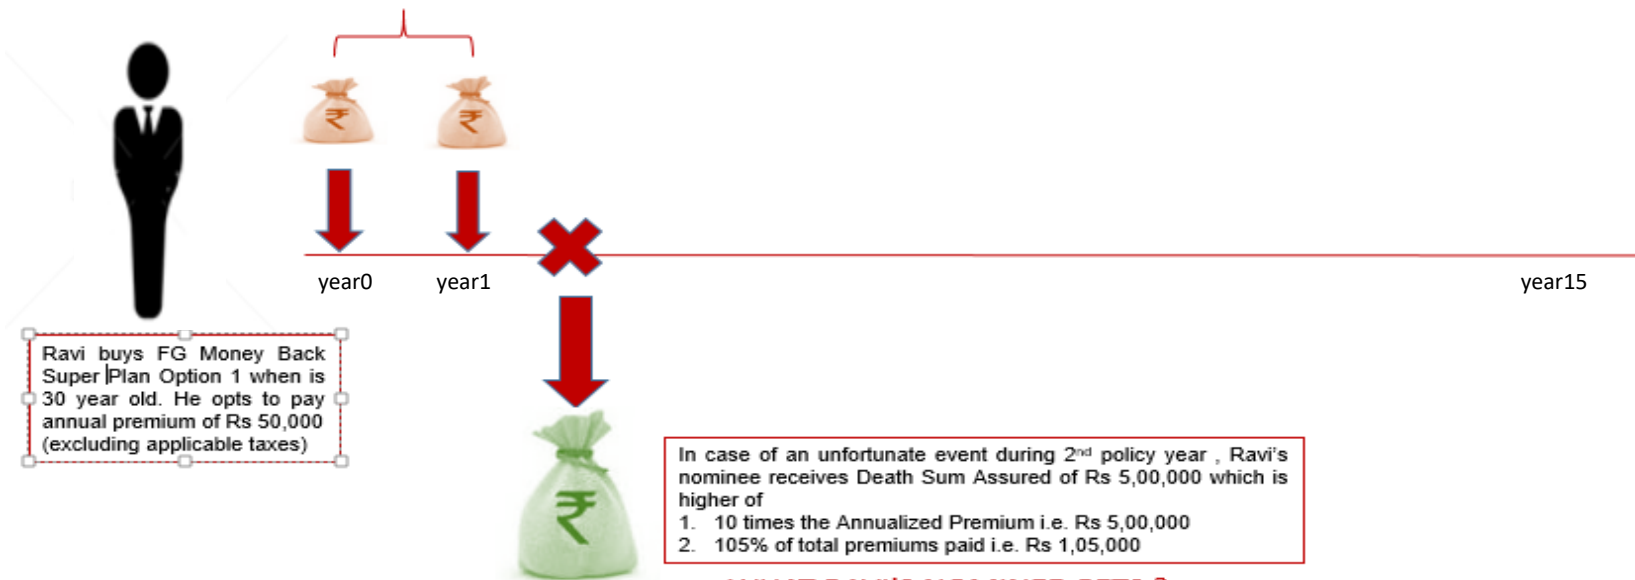 ₹ ₹
year0 year1 year15
Ravi buys FG Money Back
Super Plan Option 1 when is
30 year old. He opts to pay
annual premium of Rs 50,000
(excluding applicable taxes)
₹
In case of an unfortunate event during 2nd policy year , Ravi's
nominee receives Death Sum Assured of Rs 5,00,000 which is
higher of
1. 10 times the Annualized Premium i.e. Rs 5,00,000
2. 105% of total premiums paid i.e. Rs 1,05,000